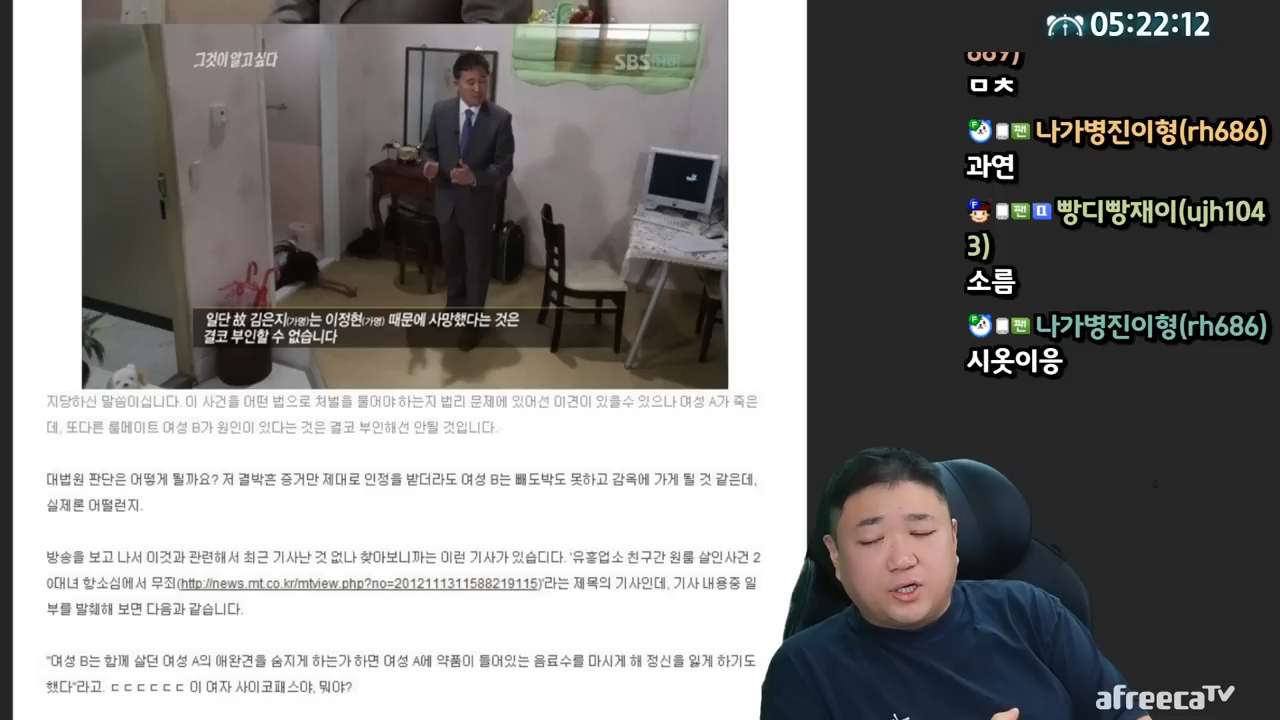 그것이 알고 싶다
SBS
일단 故 김은지(가명)는 이정현(가명) 때문에 사망했다는 것은
결코 부인할 수 없습니다
지당하신 말씀이십니다. 이 사건을 어떤 법으로 처벌을 물어야 하는지 법리 문제에 있어선 이견이 있을수 있으나 여성 A가 죽은
데, 또다른 룸메이트 여성 B가 원인이 있다는 것은 결코 부인해선 안될 것입니다.
대법원 판단은 어떻게 될까요? 저 결박흔 증거만 제대로 인정을 받더라도 여성 B는 빼도박도 못하고 감옥에 가게 될 것 같은데,
실제론 어떨런지.
방송을 보고 나서 이것과 관련해서 최근 기사난 것 없나 찾아보니까는 이런 기사가 있습디다. '유흥업소 친구간 원룸 살인사건 2
0대녀 항소심에서 무죄(http://news.mt.co.kr/mtview.php?no=2012111311588219115)'라는 제목의 기사인데, 기사 내용중 일
부를 발췌해 보면 다음과 같습니다.
"여성 B는 함께 살던 여성 A의 애완견을 숨지게 하는가 하면 여성 A에 약품이 들어있는 음료수를 마시게 해 정신을 잃게 하기도
했다"라고. ㄷㄷㄷㄷㄷㄷ 이 여자 사이코패스야, 뭐야?
05:22:12
669)
ㅁㅊ
팬 나가병진이형(rh686)
과연
팬 빵디빵재이(ujh104
3)
소름
팬 나가병진이형(rh686)
시옷이응
afreecaTV